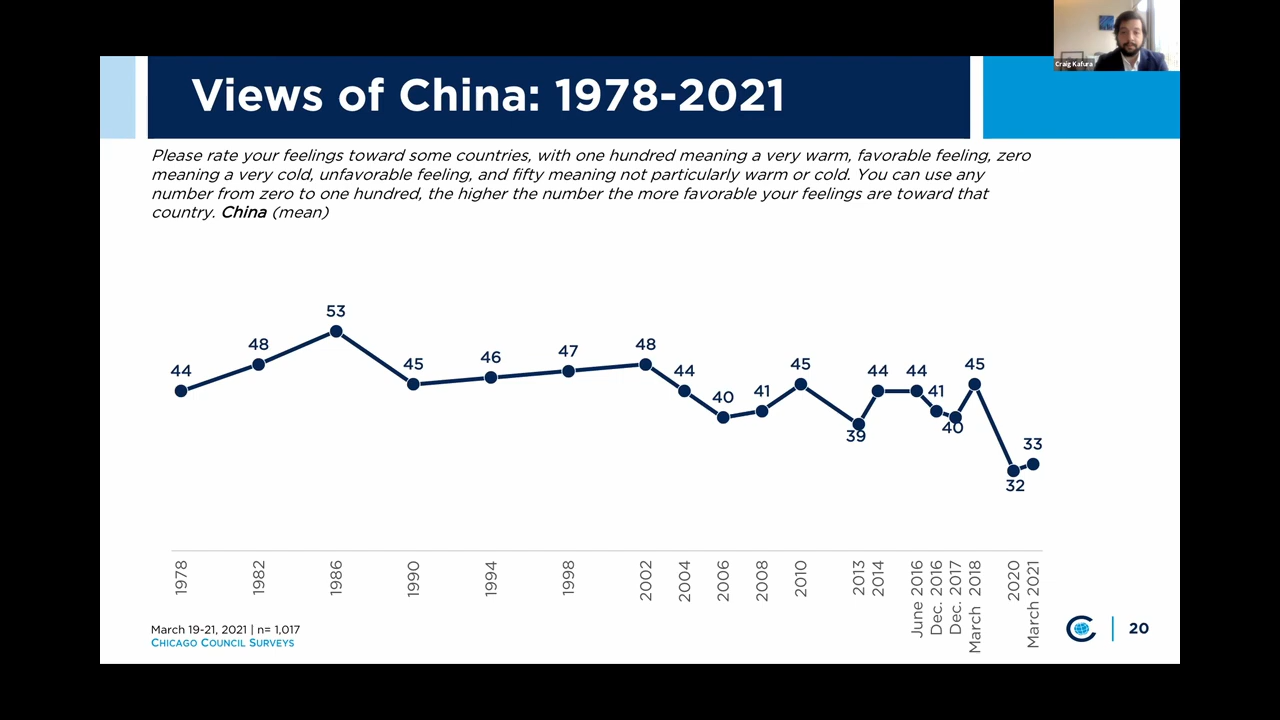 Craig Kafura
Views of China: 1978-2021
Please rate your feelings toward some countries, with one hundred meaning a very warm, favorable feeling, zero
meaning a very cold, unfavorable feeling, and fifty meaning not particularly warm or cold. You can use any
number from zero to one hundred, the higher the number the more favorable your feelings are toward that
country. China (mean)
44
48
53
45
46
47
48
44
40
41
45
39
44
44
41
40
45
32
33
1978
1982
1986
1990
1994
1998
2002
2004
2006
2008
2010
2013
2014
June 2016
Dec. 2016
Dec. 2017
March 2018
2020
March 2021
March 19-21, 2021 | n= 1,017
CHICAGO COUNCIL SURVEYS
20